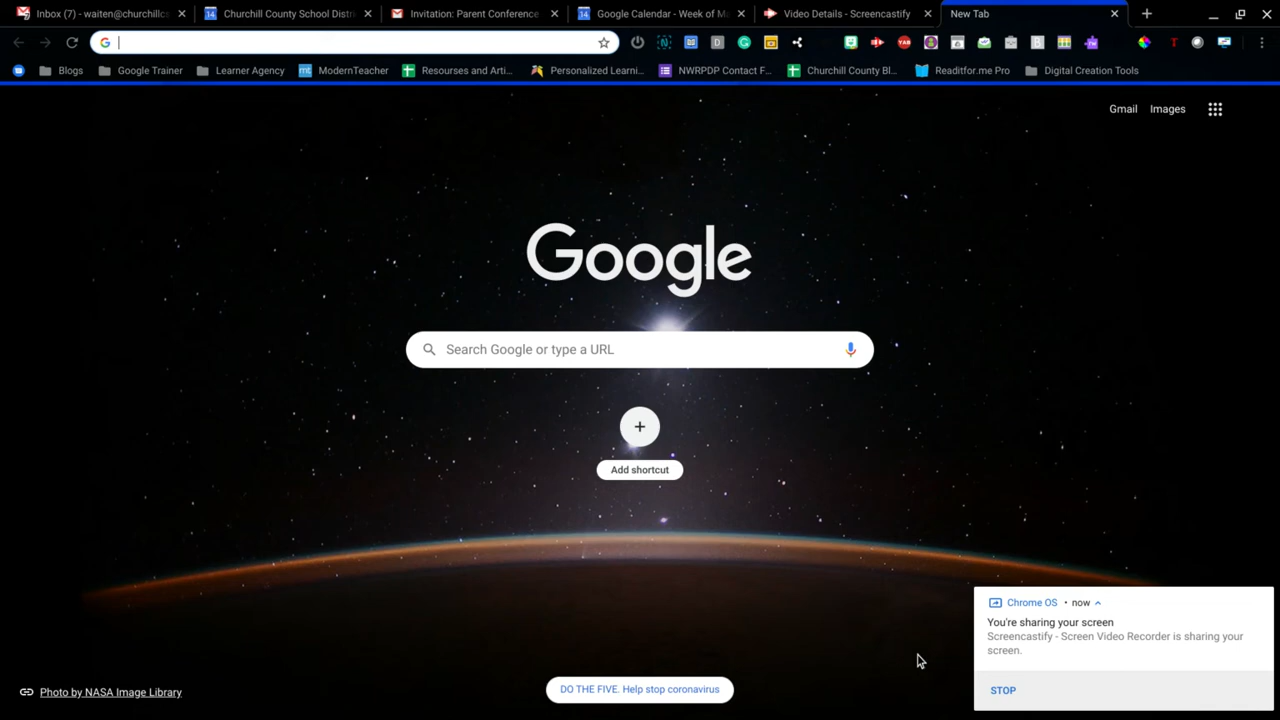 Inbox (7) - waiten@churchillcs
Churchill County School Distri
Invitation: Parent Conference
Google Calendar - Week of M
Video Details - Screencastify
New Tab
Blogs
Google Trainer
Learner Agency
mc ModernTeacher
Resourses and Arti...
Personalized Learni...
NWRPDP Contact F...
Churchill County Bl...
Readitfor.me Pro
Digital Creation Tools
Gmail
Images
Google
Search Google or type a URL
Add shortcut
Chrome OS • now
You're sharing your screen
Screencastify - Screen Video Recorder is sharing your
screen.
STOP
Photo by NASA Image Library
DO THE FIVE. Help stop coronavirus